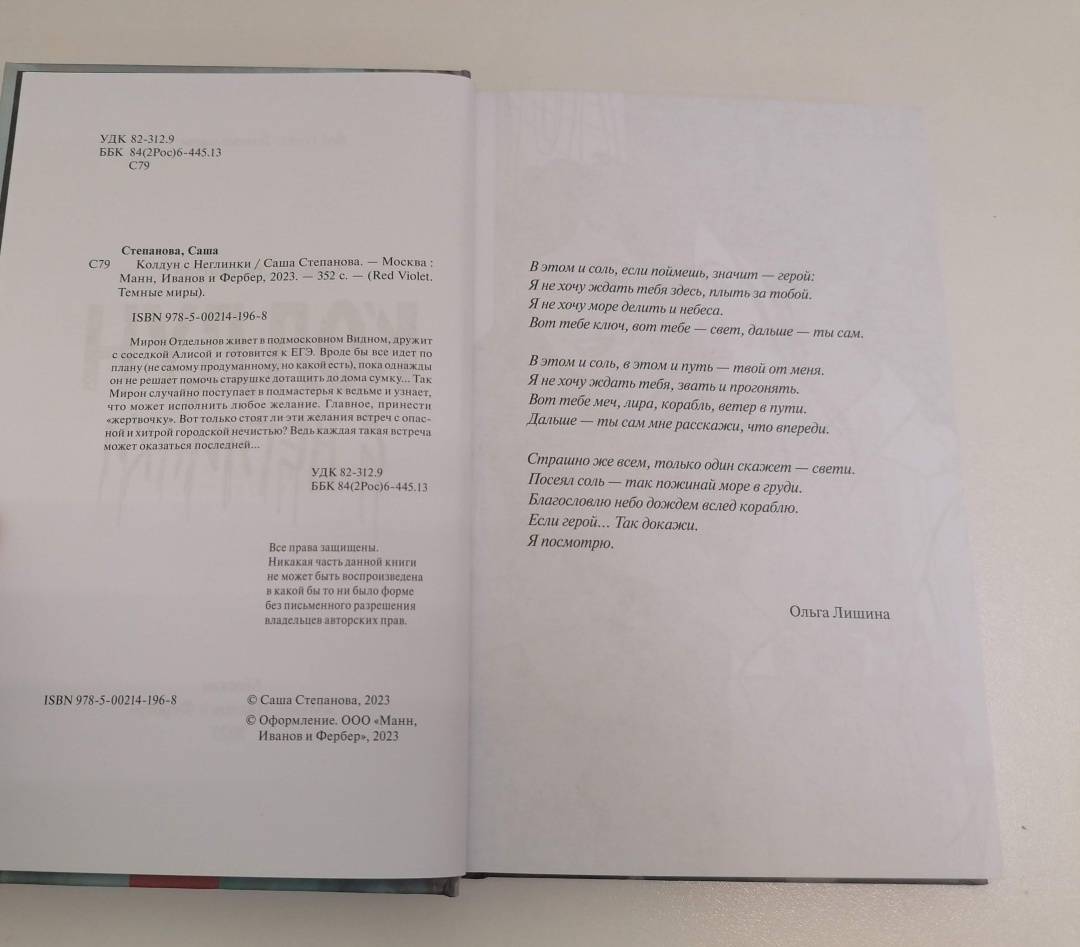 УДК 82-312.9
ББК 84(2Рос)6-445.13
С79
Степанова, Саша
С79 Колдун с Неглинки / Саша Степанова. — Москва :
Манн, Иванов и Фербер, 2023. — 352 с. — (Red Violet.
Темные миры).
ISBN 978-5-00214-196-8
Мирон Отдельнов живет в подмосковном Видном, дружит
с соседкой Алисой и готовится к ЕГЭ. Вроде бы все идет по
плану (не самому продуманному, но какой есть), пока однажды
он не решает помочь старушке дотащить до дома сумку... Так
Мирон случайно поступает в подмастерья к ведьме и узнает,
что может исполнить любое желание. Главное, принести
«жертвочку». Вот только стоят ли эти желания встреч с опас-
ной и хитрой городской нечистью? Ведь каждая такая встреча
может оказаться последней...
УДК 82-312.9
ББК 84(2Рос)6-445.13
Все права защищены.
Никакая часть данной книги
не может быть воспроизведена
в какой бы то ни было форме
без письменного разрешения
владельцев авторских прав.
ISBN 978-5-00214-196-8
© Саша Степанова, 2023
© Оформление. ООО «Манн,
Иванов и Фербер», 2023
В этом и соль, если поймешь, значит — герой:
Я не хочу ждать тебя здесь, плыть за тобой.
Я не хочу море делить и небеса.
Вот тебе ключ, вот тебе — свет, дальше — ты сам.
В этом и соль, в этом и путь — твой от меня.
Я не хочу ждать тебя, звать и прогонять.
Вот тебе меч, лира, корабль, ветер в пути.
Дальше — ты сам мне расскажи, что впереди.
Страшно же всем, только один скажет — свети.
Посеял соль — так пожинай море в груди.
Благословлю небо дождем вслед кораблю.
Если герой... Так докажи.
Я посмотрю.
Ольга Лишина